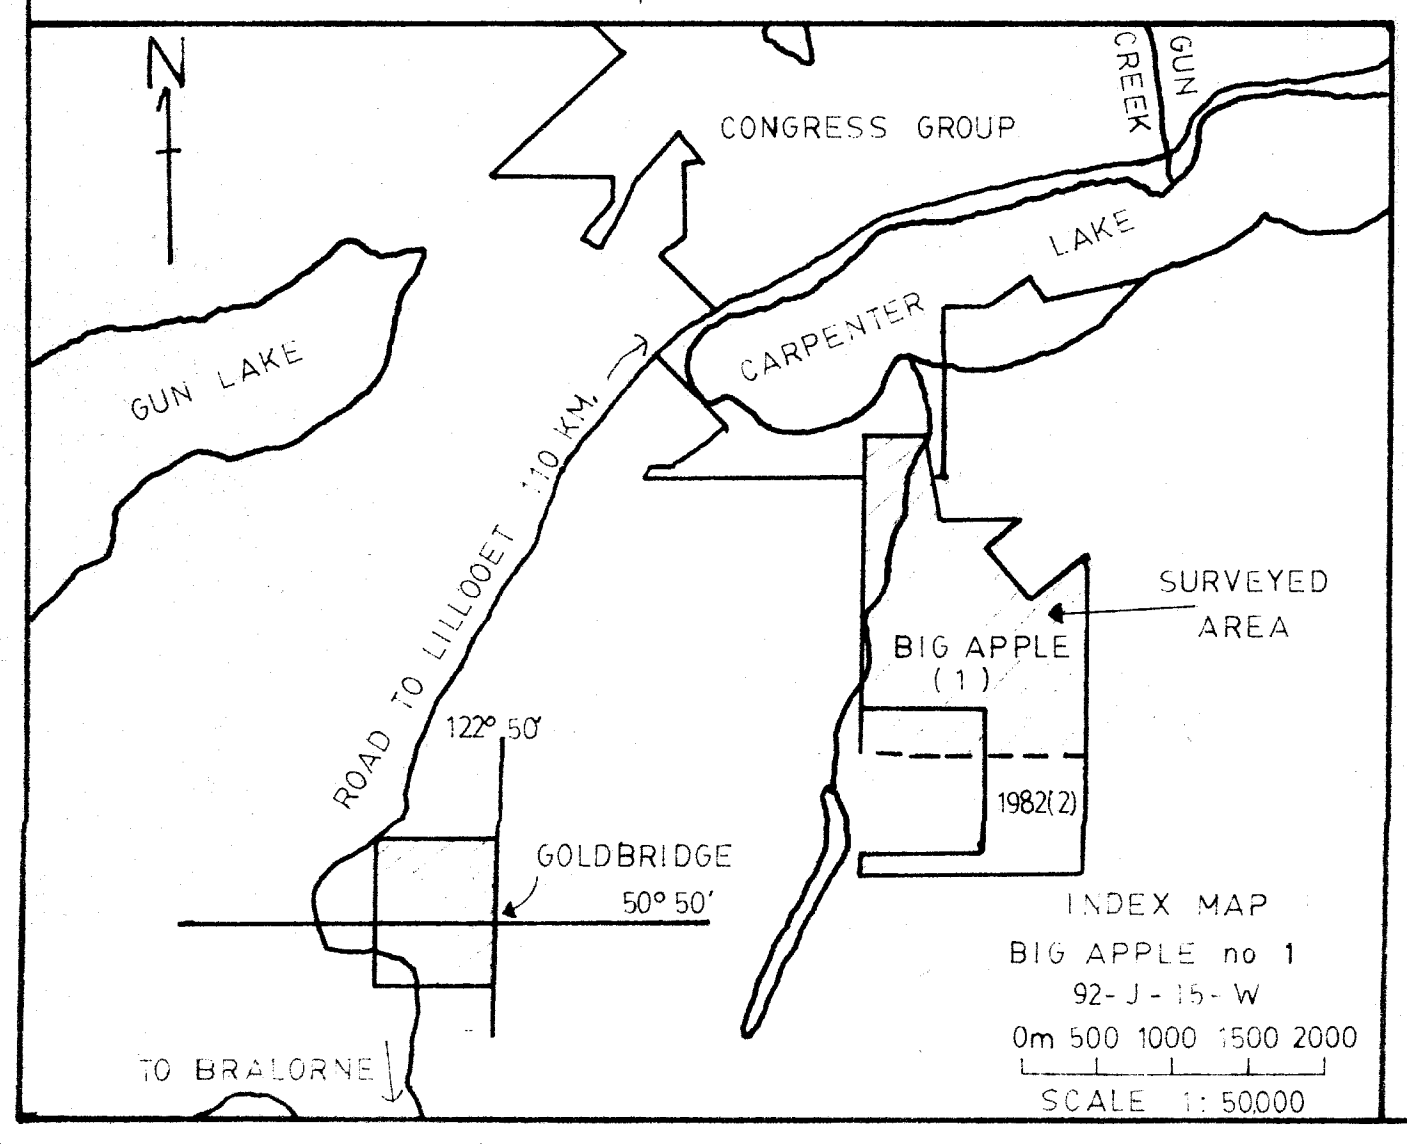 N
GUN
CREEK
CONGRESS GROUP
LAKE
CARPENTER
GUN LAKE
ROAD TO LILLOOET 110 KM.
SURVEYED
AREA
BIG APPLE
(1)
122° 50'
1982(2)
GOLDBRIDGE
50° 50'
INDEX MAP
BIG APPLE no 1
92-J-15-W
0m 500 1000 1500 2000
SCALE 1:50,000
TO BRALORNE